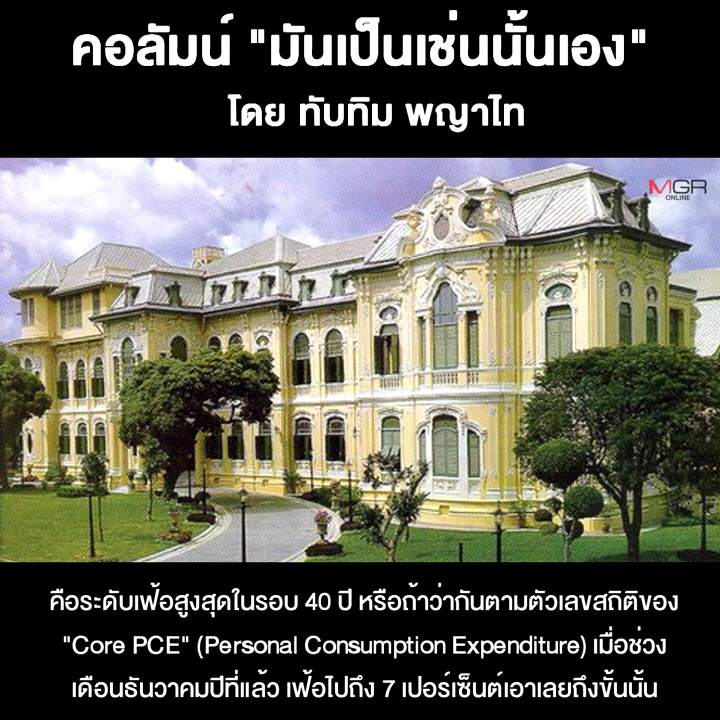 คอลัมน์ "มันเป็นเช่นนั้นเอง"
โดย ทับทิม พญาไท
MGR
ONLINE
คือระดับเฟ้อสูงสุดในรอบ 40 ปี หรือถ้าว่ากันตามตัวเลขสถิติของ
"Core PCE" (Personal Consumption Expenditure) เมื่อช่วง
เดือนธันวาคมปีที่แล้ว เฟ้อไปถึง 7 เปอร์เซ็นต์เอาเลยถึงขั้นนั้น